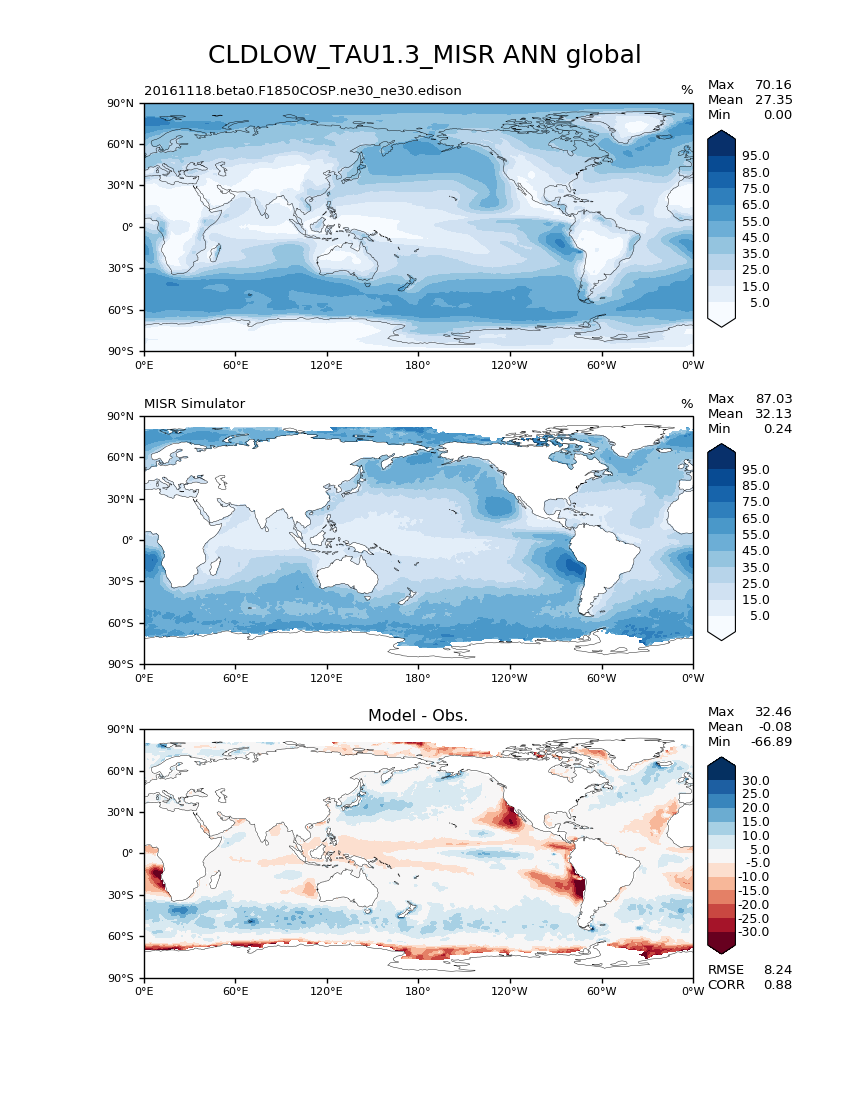 CLDLOW_TAU1.3_MISR ANN global
20161118.beta0.F1850COSP.ne30_ne30.edison %
Max 70.16
Mean 27.35
Min 0.00
90°N
60°N
30°N
0°
30°S
60°S
90°S
0°E 60°E 120°E 180° 120°W 60°W 0°W
95.0
85.0
75.0
65.0
55.0
45.0
35.0
25.0
15.0
5.0
MISR Simulator %
Max 87.03
Mean 32.13
Min 0.24
90°N
60°N
30°N
0°
30°S
60°S
90°S
0°E 60°E 120°E 180° 120°W 60°W 0°W
95.0
85.0
75.0
65.0
55.0
45.0
35.0
25.0
15.0
5.0
Model - Obs.
Max 32.46
Mean -0.08
Min -66.89
90°N
60°N
30°N
0°
30°S
60°S
90°S
0°E 60°E 120°E 180° 120°W 60°W 0°W
30.0
25.0
20.0
15.0
10.0
5.0
-5.0
-10.0
-15.0
-20.0
-25.0
-30.0
RMSE 8.24
CORR 0.88